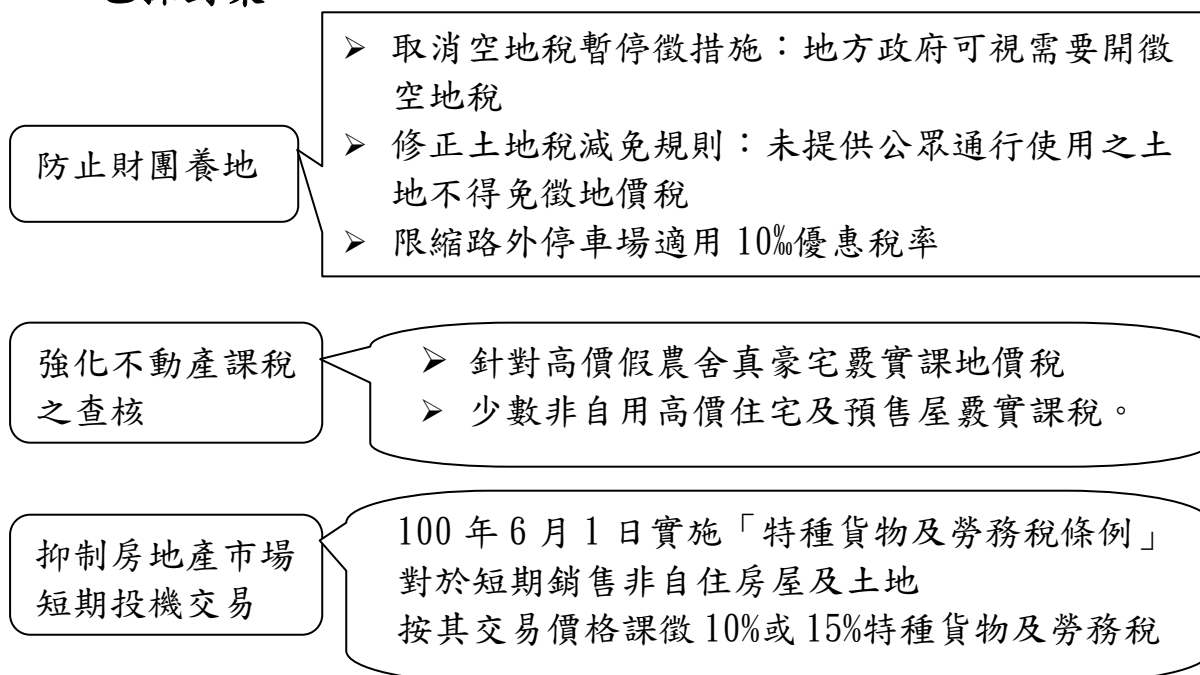 防止財團養地
➢ 取消空地稅暫停徵措施：地方政府可視需要開徵
空地稅
➢ 修正土地稅減免規則：未提供公眾通行使用之土
地不得免徵地價稅
➢ 限縮路外停車場適用 10‰優惠稅率
強化不動產課稅
之查核
➢ 針對高價假農舍真豪宅覈實課地價稅
➢ 少數非自用高價住宅及預售屋覈實課稅。
抑制房地產市場
短期投機交易
100 年 6 月 1 日實施「特種貨物及勞務稅條例」
對於短期銷售非自住房屋及土地
按其交易價格課徵 10%或 15%特種貨物及勞務稅